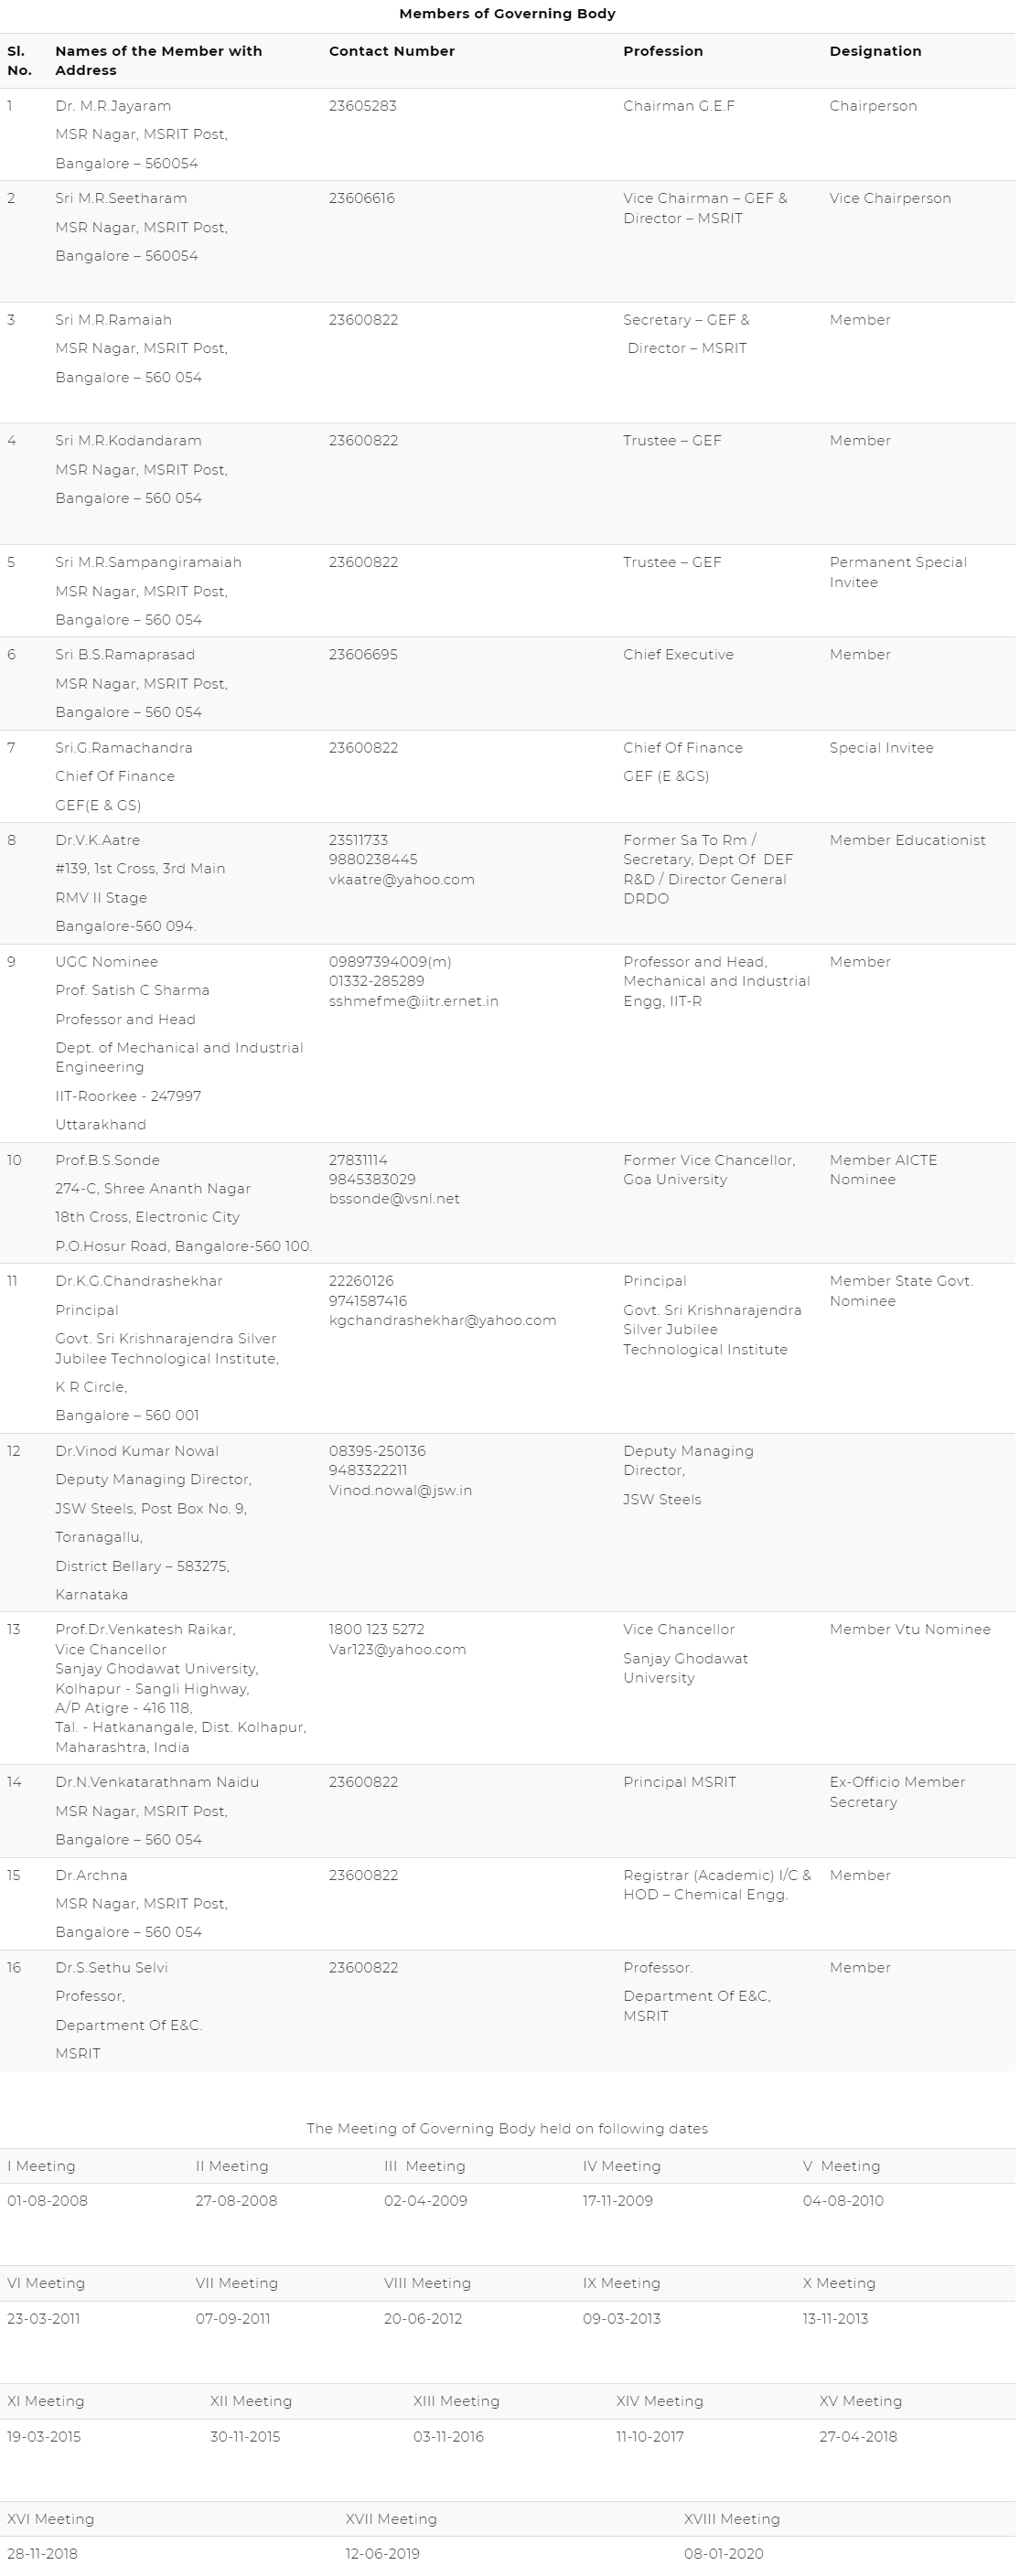 Members of Governing Body
Sl. No. Names of the Member with Address Contact Number Profession Designation
1 Dr. M.R.Jayaram 23605283 Chairman G.E.F Chairperson
MSR Nagar, MSRIT Post,
Bangalore – 560054
2 Sri M.R.Seetharam 23606616 Vice Chairman – GEF & Vice Chairperson
MSR Nagar, MSRIT Post, Director – MSRIT
Bangalore – 560054
3 Sri M.R.Ramaiah 23600822 Secretary – GEF & Member
MSR Nagar, MSRIT Post, Director – MSRIT
Bangalore – 560 054
4 Sri M.R.Kodandaram 23600822 Trustee – GEF Member
MSR Nagar, MSRIT Post,
Bangalore – 560 054
5 Sri M.R.Sampangiramaiah 23600822 Trustee – GEF Permanent Special
MSR Nagar, MSRIT Post, Invitee
Bangalore – 560 054
6 Sri B.S.Ramaprasad 23606695 Chief Executive Member
MSR Nagar, MSRIT Post,
Bangalore – 560 054
7 Sri.G.Ramachandra 23600822 Chief Of Finance Special Invitee
Chief Of Finance GEF (E &GS)
GEF(E & GS)
8 Dr.V.K.Aatre 23511733 Former Sa To Rm / Member Educationist
#139, 1st Cross, 3rd Main 9880238445 Secretary, Dept Of DEF
RMV II Stage vkaatre@yahoo.com R&D / Director General
Bangalore-560 094. DRDO
9 UGC Nominee 09897394009(m) Professor and Head, Member
Prof. Satish C Sharma 01332-285289 Mechanical and Industrial
Professor and Head sshmefme@iitr.ernet.in Engg, IIT-R
Dept. of Mechanical and Industrial
Engineering
IIT-Roorkee - 247997
Uttarakhand
10 Prof.B.S.Sonde 27831114 Former Vice Chancellor, Member AICTE
274-C, Shree Ananth Nagar 9845383029 Goa University Nominee
18th Cross, Electronic City bssonde@vsnl.net
P.O.Hosur Road, Bangalore-560 100.
11 Dr.K.G.Chandrashekhar 22260126 Principal Member State Govt.
Principal 9741587416 Govt. Sri Krishnarajendra Nominee
Govt. Sri Krishnarajendra Silver kgchandrashekhar@yahoo.com Silver Jubilee
Jubilee Technological Institute, Technological Institute
K R Circle,
Bangalore – 560 001
12 Dr.Vinod Kumar Nowal 08395-250136 Deputy Managing
Deputy Managing Director, 9483322211 Director,
JSW Steels, Post Box No. 9, Vinod.nowal@jsw.in JSW Steels
Toranagallu,
District Bellary – 583275,
Karnataka
13 Prof.Dr.Venkatesh Raikar, 1800 123 5272 Vice Chancellor Member Vtu Nominee
Vice Chancellor Var123@yahoo.com Sanjay Ghodawat
Sanjay Ghodawat University, University
Kolhapur - Sangli Highway,
A/P Atigre - 416 118,
Tal. - Hatkanangale, Dist. Kolhapur,
Maharashtra, India
14 Dr.N.Venkatarathnam Naidu 23600822 Principal MSRIT Ex-Officio Member
MSR Nagar, MSRIT Post, Secretary
Bangalore – 560 054
15 Dr.Archna 23600822 Registrar (Academic) I/C & Member
MSR Nagar, MSRIT Post, HOD – Chemical Engg.
Bangalore – 560 054
16 Dr.S.Sethu Selvi 23600822 Professor. Member
Professor, Department Of E&C,
Department Of E&C. MSRIT
MSRIT
The Meeting of Governing Body held on following dates
I Meeting II Meeting III Meeting IV Meeting V Meeting
01-08-2008 27-08-2008 02-04-2009 17-11-2009 04-08-2010
VI Meeting VII Meeting VIII Meeting IX Meeting X Meeting
23-03-2011 07-09-2011 20-06-2012 09-03-2013 13-11-2013
XI Meeting XII Meeting XIII Meeting XIV Meeting XV Meeting
19-03-2015 30-11-2015 03-11-2016 11-10-2017 27-04-2018
XVI Meeting XVII Meeting XVIII Meeting
28-11-2018 12-06-2019 08-01-2020